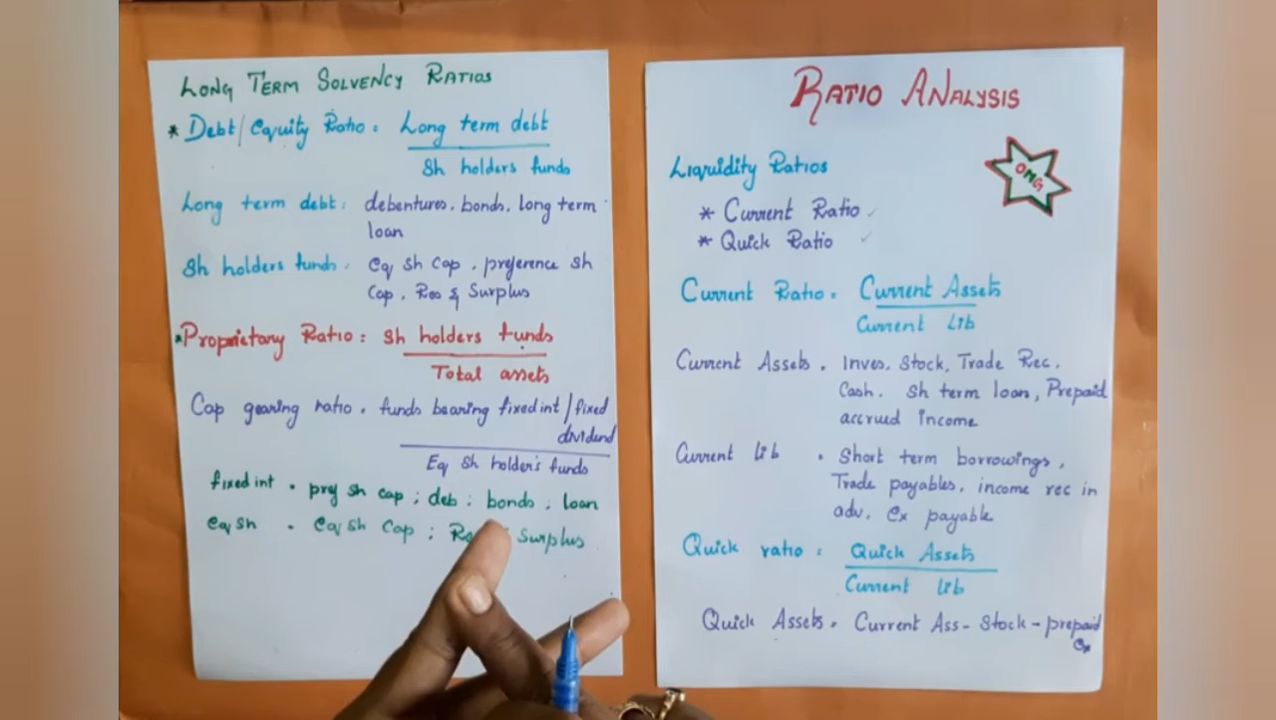 LONG TERM SOLVENCY RATIOS
* Debt/Equity Ratio = Long term debt
Sh holders funds
Long term debt : debentures, bonds, long term
loan
Sh holders funds . Eq sh cap , preference sh
Cap , Res & Surplus
*Proprietary Ratio : Sh holders funds
Total assets
Cap gearing ratio . funds bearing fixed int/fixed
dividend
Eq Sh holder's funds
fixed int . pref sh cap ; deb ; bonds ; loan
Eq sh . Eq sh Cap ; Surplus
RATIO ANALYSIS
OMG
Liquidity Ratios
* Current Ratio ✓
* Quick Ratio ✓
Current Ratio = Current Assets
Current Lib
Current Assets . Inves, Stock, Trade Rec,
Cash, Sh term loan, Prepaid
accrued income
Current Lib . Short term borrowings,
Trade payables, income rec in
adv, Ex payable
Quick ratio : Quick Assets
Current Lib
Quick Assets = Current Ass - Stock - prepaid
Ex